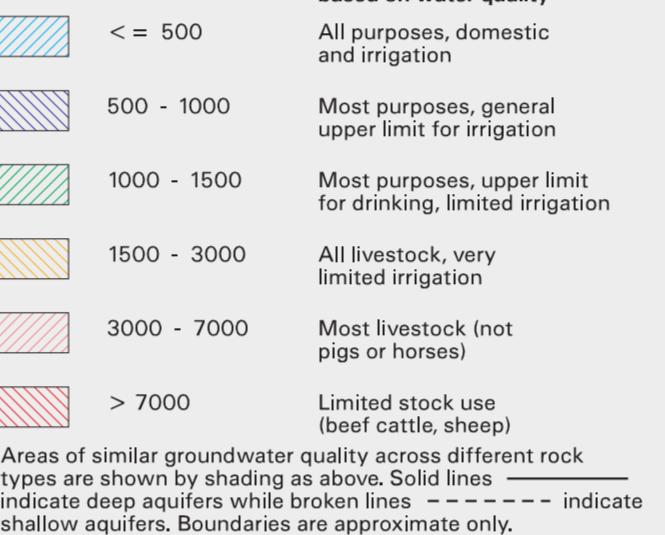 based on water quality
< = 500
All purposes, domestic
and irrigation
500 - 1000
Most purposes, general
upper limit for irrigation
1000 - 1500
Most purposes, upper limit
for drinking, limited irrigation
1500 - 3000
All livestock, very
limited irrigation
3000 - 7000
Most livestock (not
pigs or horses)
> 7000
Limited stock use
(beef cattle, sheep)
Areas of similar groundwater quality across different rock
types are shown by shading as above. Solid lines
indicate deep aquifers while broken lines indicate
shallow aquifers. Boundaries are approximate only.